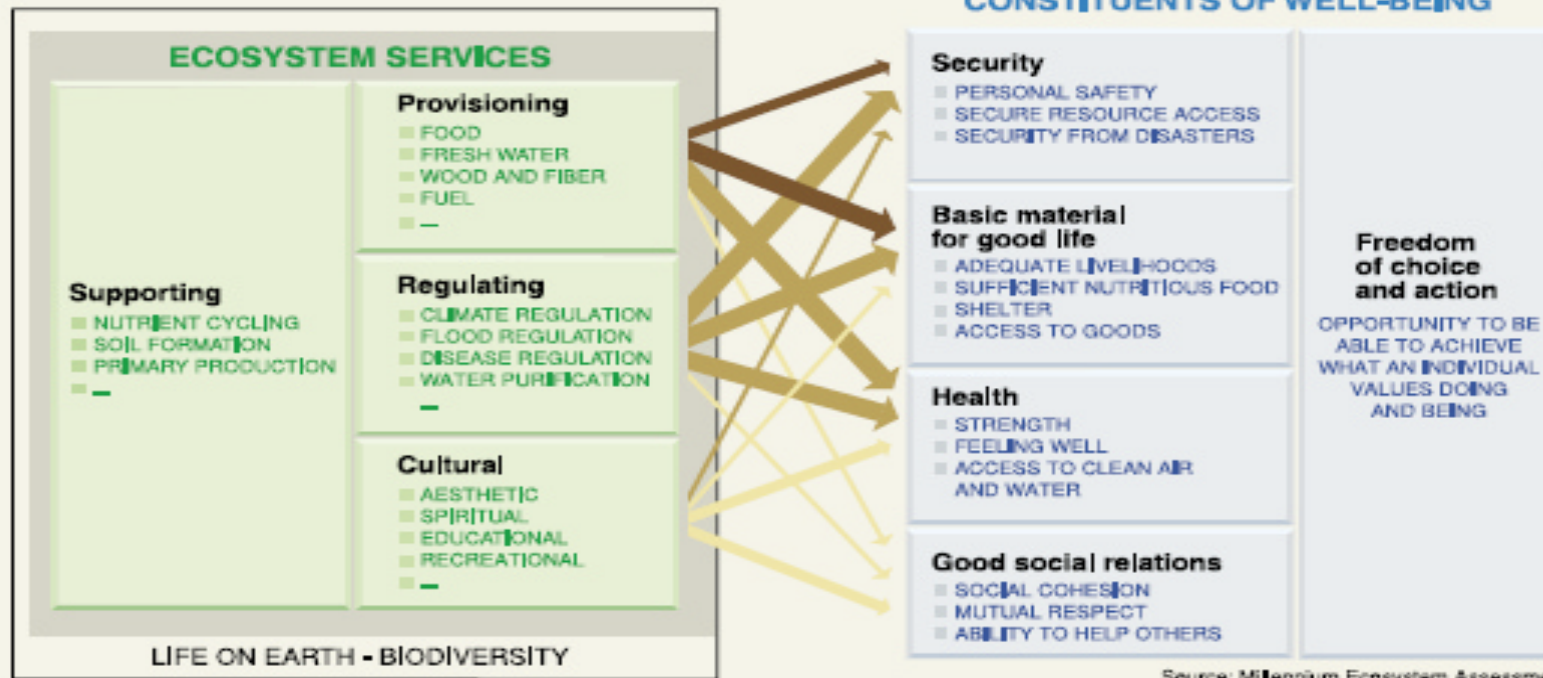 CONSTITUENTS OF WELL-BEING
ECOSYSTEM SERVICES
Supporting
NUTRIENT CYCLING
SOIL FORMATION
PRIMARY PRODUCTION
—
Provisioning
FOOD
FRESH WATER
WOOD AND FIBER
FUEL
—
Regulating
CLIMATE REGULATION
FLOOD REGULATION
DISEASE REGULATION
WATER PURIFICATION
—
Cultural
AESTHETIC
SPIRITUAL
EDUCATIONAL
RECREATIONAL
—
LIFE ON EARTH - BIODIVERSITY
Security
PERSONAL SAFETY
SECURE RESOURCE ACCESS
SECURITY FROM DISASTERS
Basic material
for good life
ADEQUATE LIVELIHOODS
SUFFICIENT NUTRITIOUS FOOD
SHELTER
ACCESS TO GOODS
Health
STRENGTH
FEELING WELL
ACCESS TO CLEAN AIR
AND WATER
Good social relations
SOCIAL COHESION
MUTUAL RESPECT
ABILITY TO HELP OTHERS
Freedom
of choice
and action
OPPORTUNITY TO BE
ABLE TO ACHIEVE
WHAT AN INDIVIDUAL
VALUES DOING
AND BEING
Source: Millennium Ecosystem Assessm